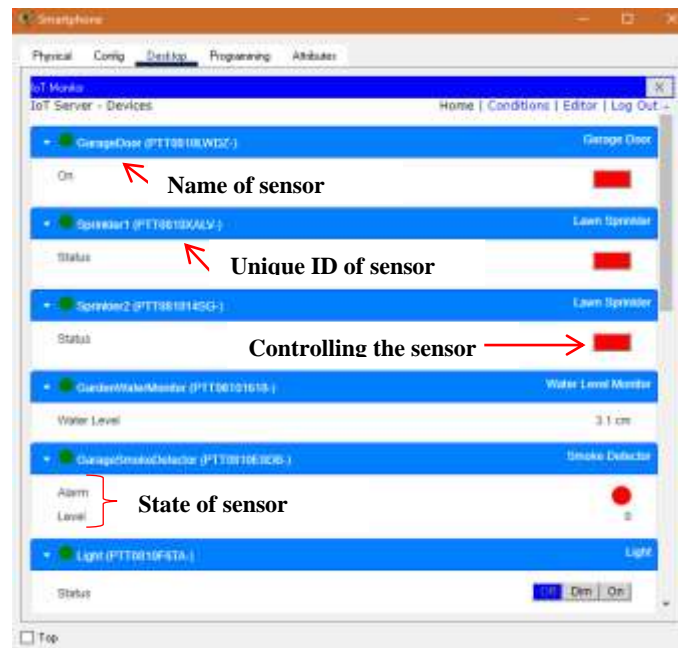 Smartphone
Physical Config Desktop Programming Attributes
IoT Monitor X
IoT Server - Devices Home | Conditions | Editor | Log Out
GarageDoor Garage Door
On
Name of sensor
Sprinkler1 Lawn Sprinkler
Status
Unique ID of sensor
Sprinkler2 Lawn Sprinkler
Status
Controlling the sensor
GardenWaterMonitor Water Level Monitor
Water Level 3.1 cm
GarageSmokeDetector Smoke Detector
Alarm
State of sensor
Level 0
Light Light
Status Off Dim On
Top